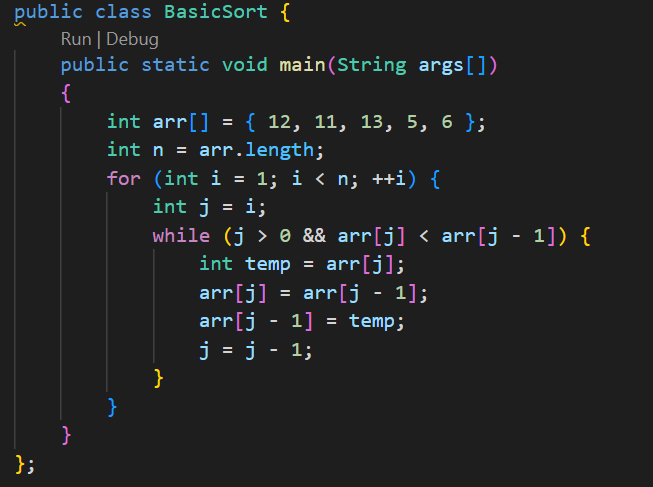 public class BasicSort {
Run | Debug
public static void main(String args[])
{
int arr[] = { 12, 11, 13, 5, 6 };
int n = arr.length;
for (int i = 1; i < n; ++i) {
int j = i;
while (j > 0 && arr[j] < arr[j - 1]) {
int temp = arr[j];
arr[j] = arr[j - 1];
arr[j - 1] = temp;
j = j - 1;
}
}
}
};